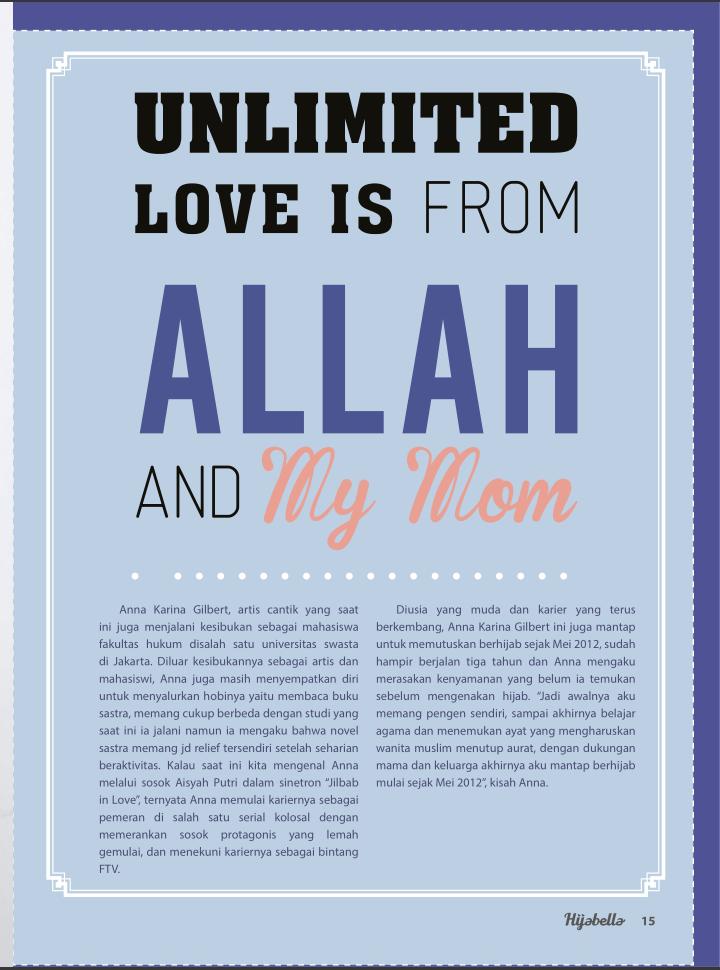 UNLIMITED
LOVE IS FROM
ALLAH
AND My Mom
Anna Karina Gilbert, artis cantik yang saat
ini juga menjalani kesibukan sebagai mahasiswa
fakultas hukum disalah satu universitas swasta
di Jakarta. Diluar kesibukannya sebagai artis dan
mahasiswi, Anna juga masih menyempatkan diri
untuk menyalurkan hobinya yaitu membaca buku
sastra, memang cukup berbeda dengan studi yang
saat ini ia jalani namun ia mengaku bahwa novel
sastra memang jd relief tersendiri setelah seharian
beraktivitas. Kalau saat ini kita mengenal Anna
melalui sosok Aisyah Putri dalam sinetron “Jilbab
in Love”, ternyata Anna memulai kariernya sebagai
pemeran di salah satu serial kolosal dengan
memerankan sosok protagonis yang lemah
gemulai, dan menekuni kariernya sebagai bintang
FTV.
Diusia yang muda dan karier yang terus
berkembang, Anna Karina Gilbert ini juga mantap
untuk memutuskan berhijab sejak Mei 2012, sudah
hampir berjalan tiga tahun dan Anna mengaku
merasakan kenyamanan yang belum ia temukan
sebelum mengenakan hijab. “Jadi awalnya aku
memang pengen sendiri, sampai akhirnya belajar
agama dan menemukan ayat yang mengharuskan
wanita muslim menutup aurat, dengan dukungan
mama dan keluarga akhirnya aku mantap berhijab
mulai sejak Mei 2012”, kisah Anna.
Hijabella 15